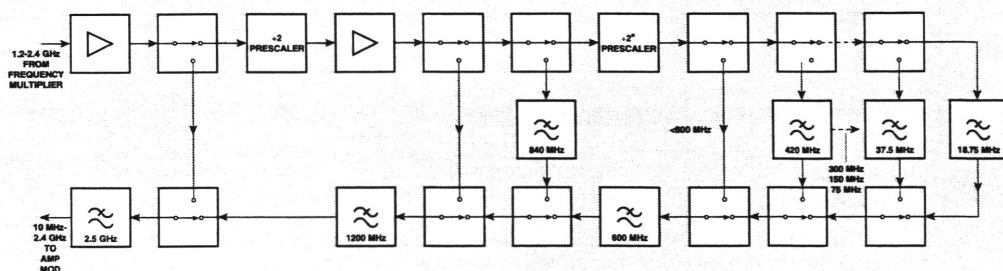 1.2-2.4 GHz
FROM
FREQUENCY
MULTIPLIER
÷2
PRESCALER
÷2ⁿ
PRESCALER
840 MHz
<600 MHz
420 MHz
300 MHz
150 MHz
75 MHz
37.5 MHz
18.75 MHz
10 MHz-
2.4 GHz
TO
AMP
MOD
2.5 GHz
1200 MHz
600 MHz